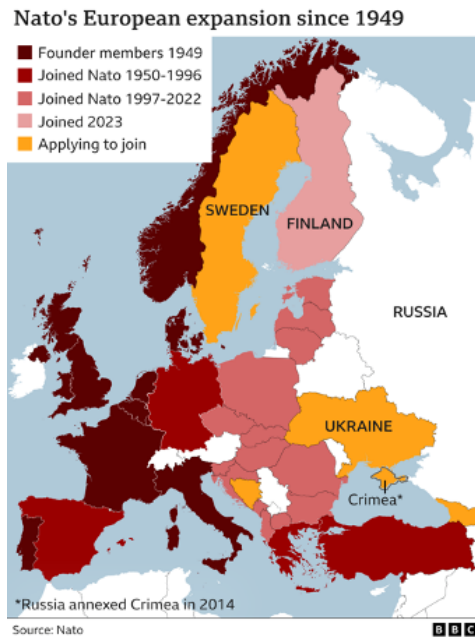 Nato's European expansion since 1949
Founder members 1949
Joined Nato 1950-1996
Joined Nato 1997-2022
Joined 2023
Applying to join
SWEDEN
FINLAND
RUSSIA
UKRAINE
Crimea*
*Russia annexed Crimea in 2014
Source: Nato
BBC